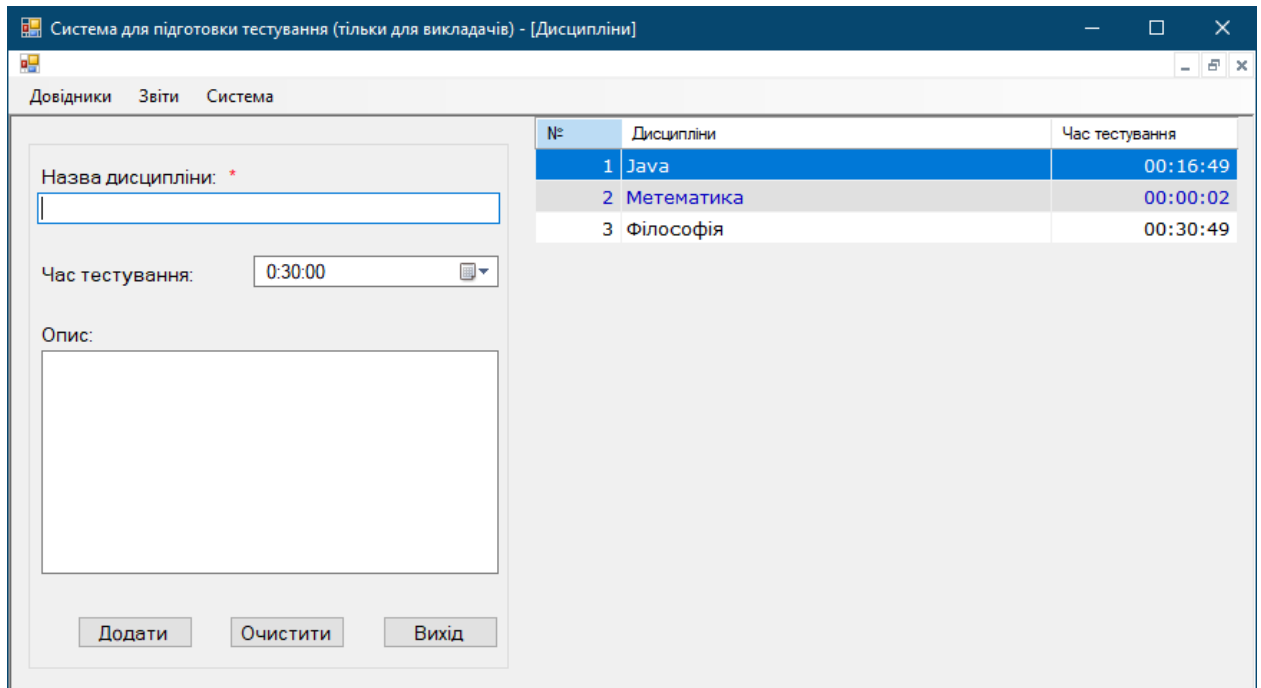 Система для підготовки тестування (тільки для викладачів) - [Дисципліни]
Довідники Звіти Система
Назва дисципліни: *
Час тестування: 0:30:00
Опис:
Додати Очистити Вихід
№ Дисципліни Час тестування
1 Java 00:16:49
2 Метематика 00:00:02
3 Філософія 00:30:49